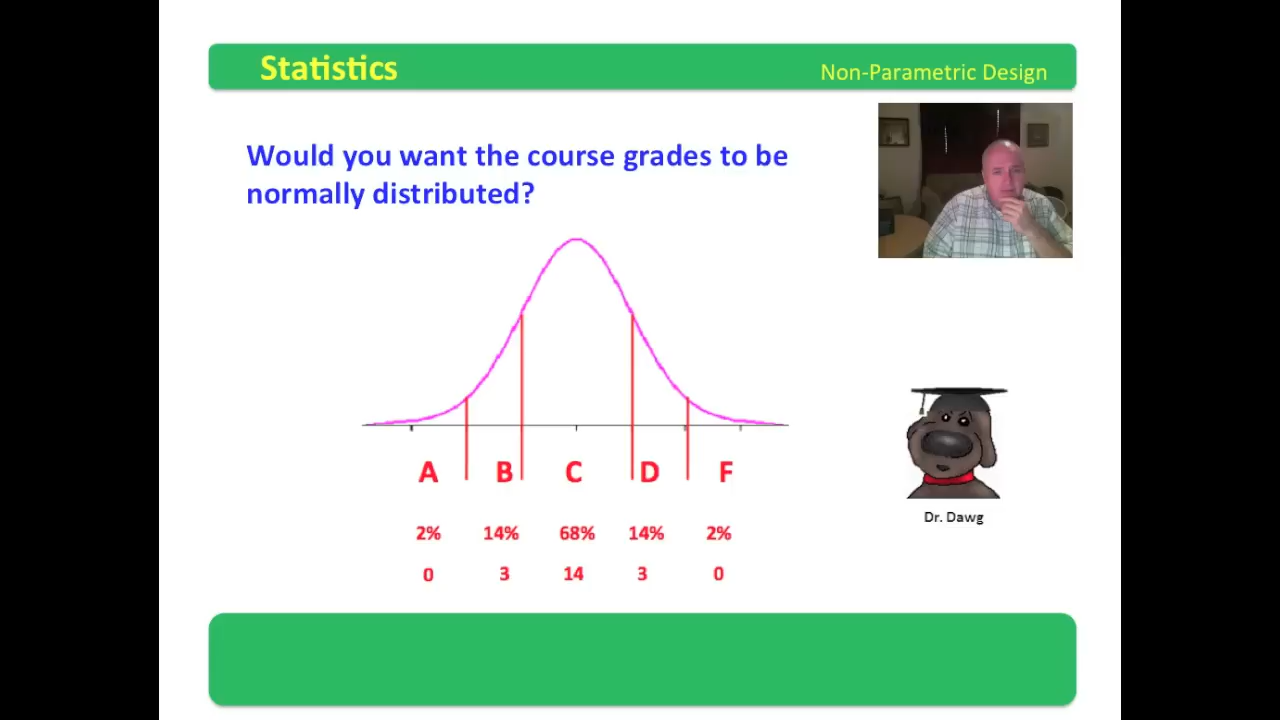 Statistics
Non-Parametric Design
Would you want the course grades to be
normally distributed?
A B C D F
2% 14% 68% 14% 2%
0 3 14 3 0
Dr. Dawg